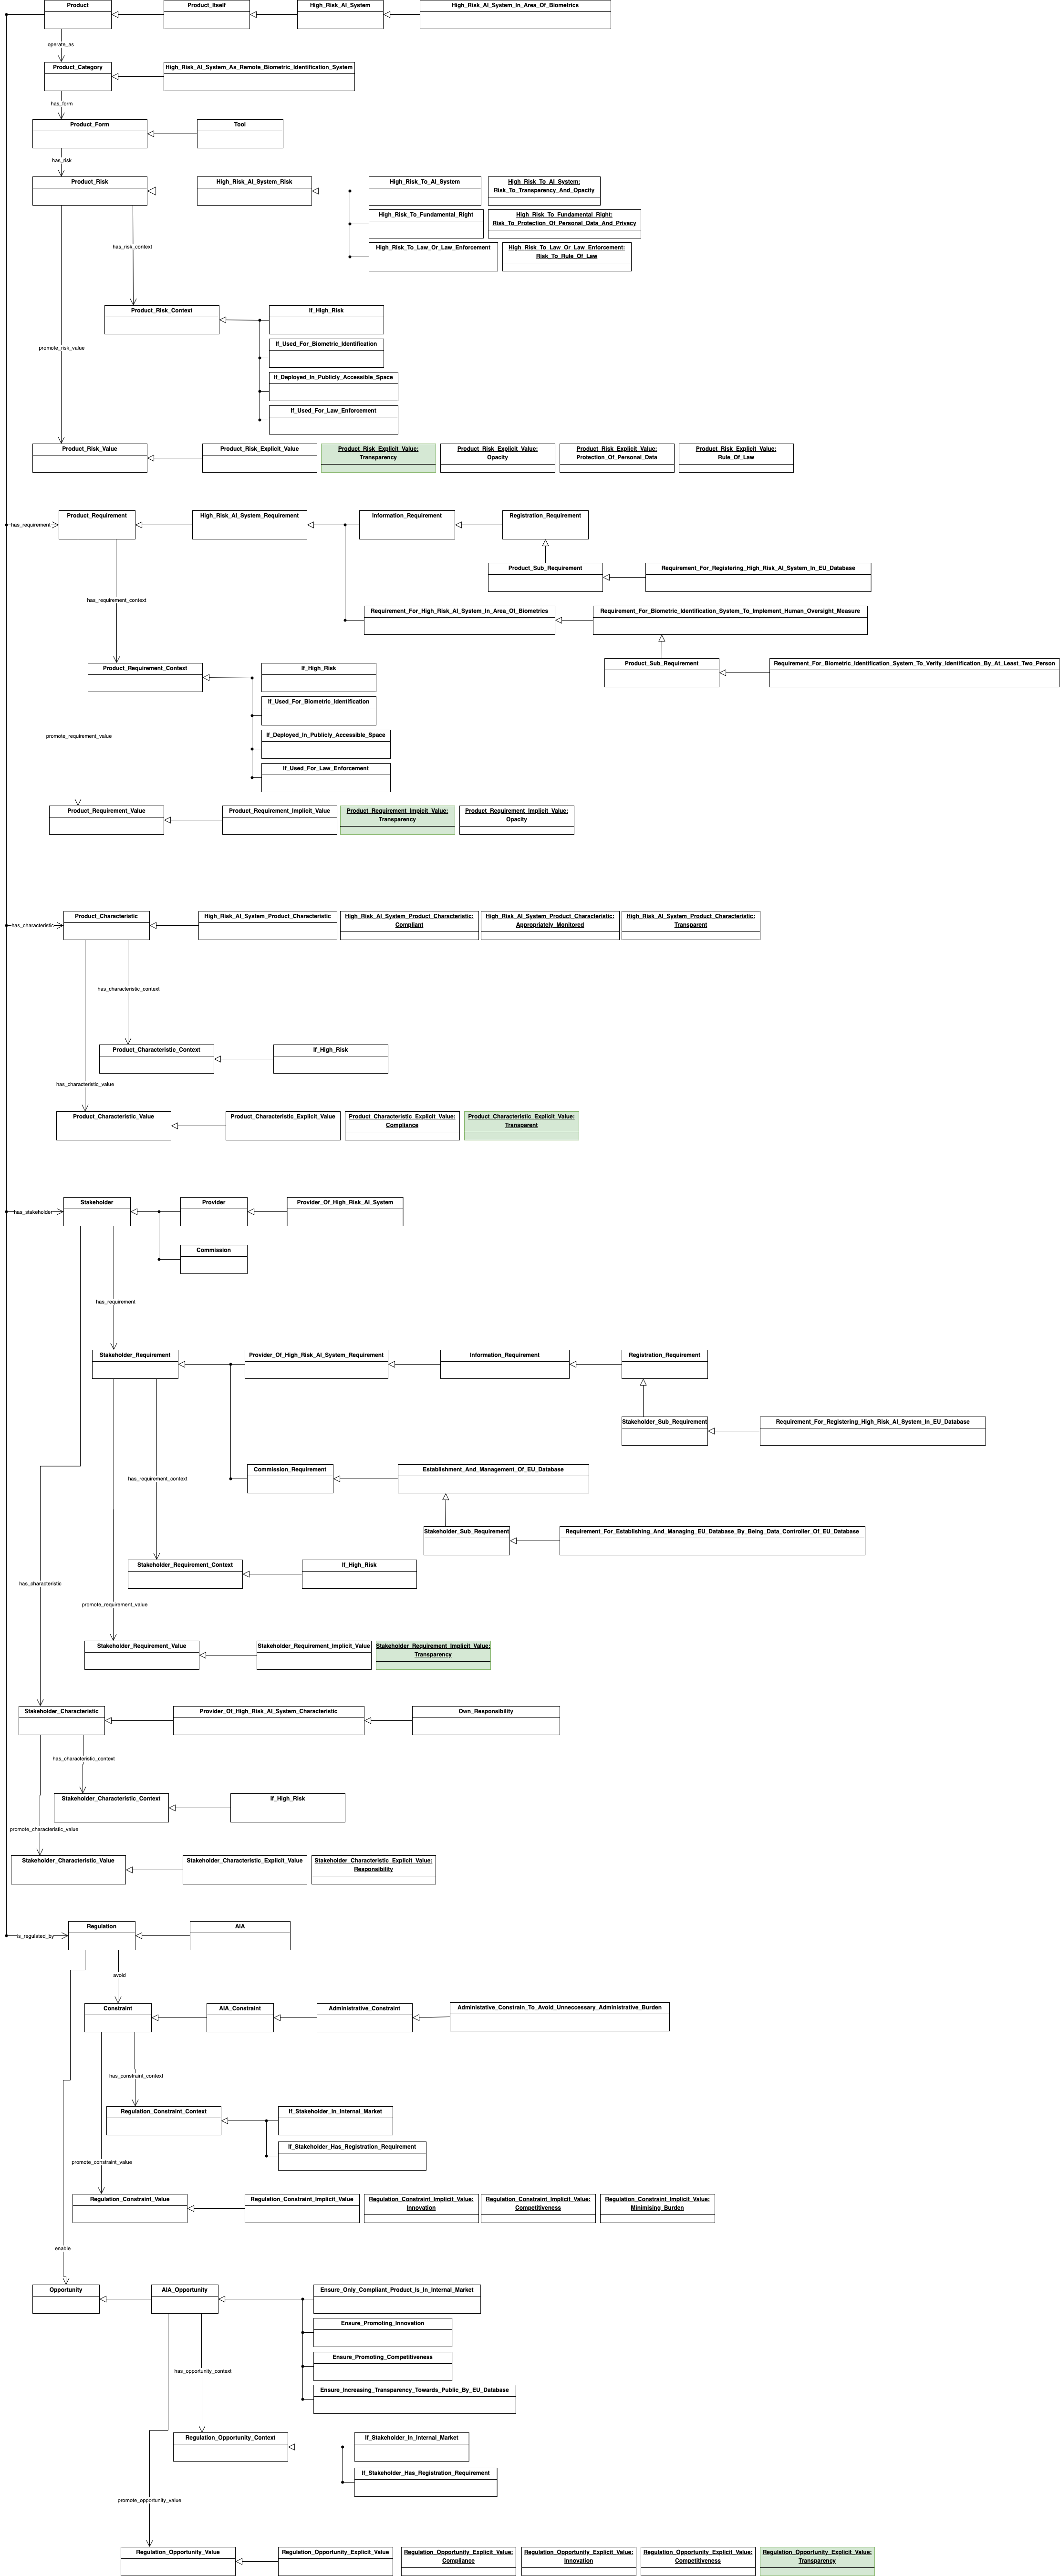 Product
Product_Itself
High_Risk_AI_System
High_Risk_AI_System_In_Area_Of_Biometrics
operate_as
Product_Category
High_Risk_AI_System_As_Remote_Biometric_Identification_System
has_form
Product_Form
Tool
has_risk
Product_Risk
High_Risk_AI_System_Risk
High_Risk_To_AI_System
High_Risk_To_AI_System:
Risk_To_Transparency_And_Opacity
High_Risk_To_Fundamental_Right
High_Risk_To_Fundamental_Right:
Risk_To_Protection_Of_Personal_Data_And_Privacy
has_risk_context
High_Risk_To_Law_Or_Law_Enforcement
High_Risk_To_Law_Or_Law_Enforcement:
Risk_To_Rule_Of_Law
Product_Risk_Context
If_High_Risk
promote_risk_value
If_Used_For_Biometric_Identification
If_Deployed_In_Publicly_Accessible_Space
If_Used_For_Law_Enforcement
Product_Risk_Value
Product_Risk_Explicit_Value
Product_Risk_Explicit_Value:
Transparency
Product_Risk_Explicit_Value:
Opacity
Product_Risk_Explicit_Value:
Protection_Of_Personal_Data
Product_Risk_Explicit_Value:
Rule_Of_Law
has_requirement
Product_Requirement
High_Risk_AI_System_Requirement
Information_Requirement
Registration_Requirement
Product_Sub_Requirement
Requirement_For_Registering_High_Risk_AI_System_In_EU_Database
has_requirement_context
Requirement_For_High_Risk_AI_System_In_Area_Of_Biometrics
Requirement_For_Biometric_Identification_System_To_Implement_Human_Oversight_Measure
Product_Requirement_Context
If_High_Risk
Product_Sub_Requirement
Requirement_For_Biometric_Identification_System_To_Verify_Identification_By_At_Least_Two_Person
If_Used_For_Biometric_Identification
promote_requirement_value
If_Deployed_In_Publicly_Accessible_Space
If_Used_For_Law_Enforcement
Product_Requirement_Value
Product_Requirement_Implicit_Value
Product_Requirement_Impicit_Value:
Transparency
Product_Requirement_Implicit_Value:
Opacity
has_characteristic
Product_Characteristic
High_Risk_AI_System_Product_Characteristic
High_Risk_AI_System_Product_Characteristic:
Compliant
High_Risk_AI_System_Product_Characteristic:
Appropriately_Monitored
High_Risk_AI_System_Product_Characteristic:
Transparent
has_characteristic_context
Product_Characteristic_Context
If_High_Risk
has_characteristic_value
Product_Characteristic_Value
Product_Characteristic_Explicit_Value
Product_Characteristic_Explicit_Value:
Compliance
Product_Characteristic_Explicit_Value:
Transparent
has_stakeholder
Stakeholder
Provider
Provider_Of_High_Risk_AI_System
Commission
has_requirement
Stakeholder_Requirement
Provider_Of_High_Risk_AI_System_Requirement
Information_Requirement
Registration_Requirement
Stakeholder_Sub_Requirement
Requirement_For_Registering_High_Risk_AI_System_In_EU_Database
has_requirement_context
Commission_Requirement
Establishment_And_Management_Of_EU_Database
Stakeholder_Sub_Requirement
Requirement_For_Establishing_And_Managing_EU_Database_By_Being_Data_Controller_Of_EU_Database
Stakeholder_Requirement_Context
If_High_Risk
has_characteristic
promote_requirement_value
Stakeholder_Requirement_Value
Stakeholder_Requirement_Implicit_Value
Stakeholder_Requirement_Implicit_Value:
Transparency
Stakeholder_Characteristic
Provider_Of_High_Risk_AI_System_Characteristic
Own_Responsibility
has_characteristic_context
Stakeholder_Characteristic_Context
If_High_Risk
promote_characteristic_value
Stakeholder_Characteristic_Value
Stakeholder_Characteristic_Explicit_Value
Stakeholder_Characteristic_Explicit_Value:
Responsibility
is_regulated_by
Regulation
AIA
avoid
Constraint
AIA_Constraint
Administrative_Constraint
Administative_Constrain_To_Avoid_Unneccessary_Administrative_Burden
has_constraint_context
Regulation_Constraint_Context
If_Stakeholder_In_Internal_Market
If_Stakeholder_Has_Registration_Requirement
promote_constraint_value
Regulation_Constraint_Value
Regulation_Constraint_Implicit_Value
Regulation_Constraint_Implicit_Value:
Innovation
Regulation_Constraint_Implicit_Value:
Competitiveness
Regulation_Constraint_Implicit_Value:
Minimising_Burden
enable
Opportunity
AIA_Opportunity
Ensure_Only_Compliant_Product_Is_In_Internal_Market
Ensure_Promoting_Innovation
Ensure_Promoting_Competitiveness
has_opportunity_context
Ensure_Increasing_Transparency_Towards_Public_By_EU_Database
Regulation_Opportunity_Context
If_Stakeholder_In_Internal_Market
If_Stakeholder_Has_Registration_Requirement
promote_opportunity_value
Regulation_Opportunity_Value
Regulation_Opportunity_Explicit_Value
Regulation_Opportunity_Explicit_Value:
Compliance
Regulation_Opportunity_Explicit_Value:
Innovation
Regulation_Opportunity_Explicit_Value:
Competitiveness
Regulation_Opportunity_Explicit_Value:
Transparency